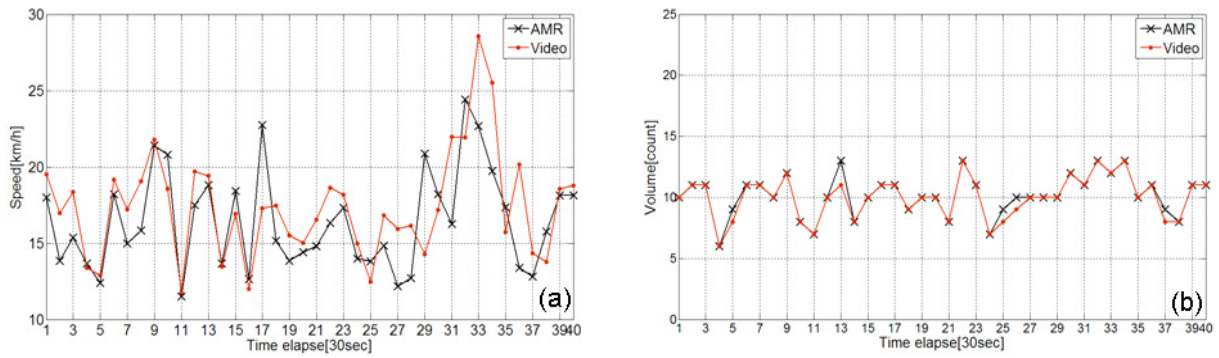 30
25
20
15
10
Speed[km/h]
AMR
Video
(a)
1 3 5 7 9 11 13 15 17 19 21 23 25 27 29 31 33 35 37 3940
Time elapse[30sec]
25
20
15
10
5
0
Volume[count]
AMR
Video
(b)
1 3 5 7 9 11 13 15 17 19 21 23 25 27 29 31 33 35 37 3940
Time elapse[30sec]